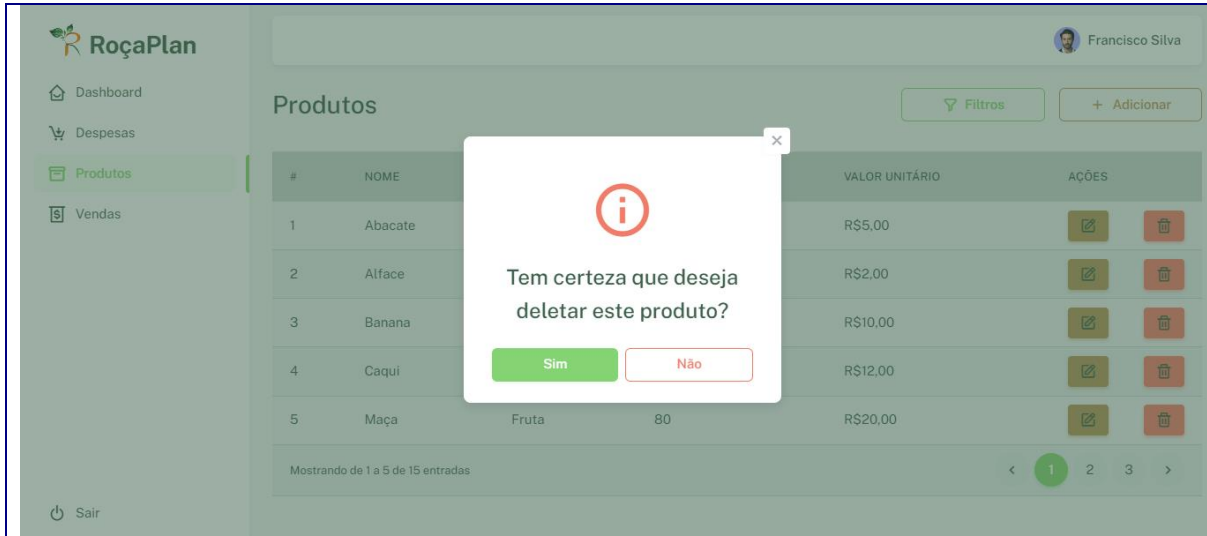 RoçaPlan
Francisco Silva
Dashboard
Despesas
Produtos
Vendas
Sair
Produtos
Filtros
+ Adicionar
# NOME VALOR UNITÁRIO AÇÕES
1 Abacate R$5,00
2 Alface R$2,00
3 Banana R$10,00
4 Caqui R$12,00
5 Maça Fruta 80 R$20,00
Mostrando de 1 a 5 de 15 entradas
< 1 2 3 >
Tem certeza que deseja
deletar este produto?
Sim Não